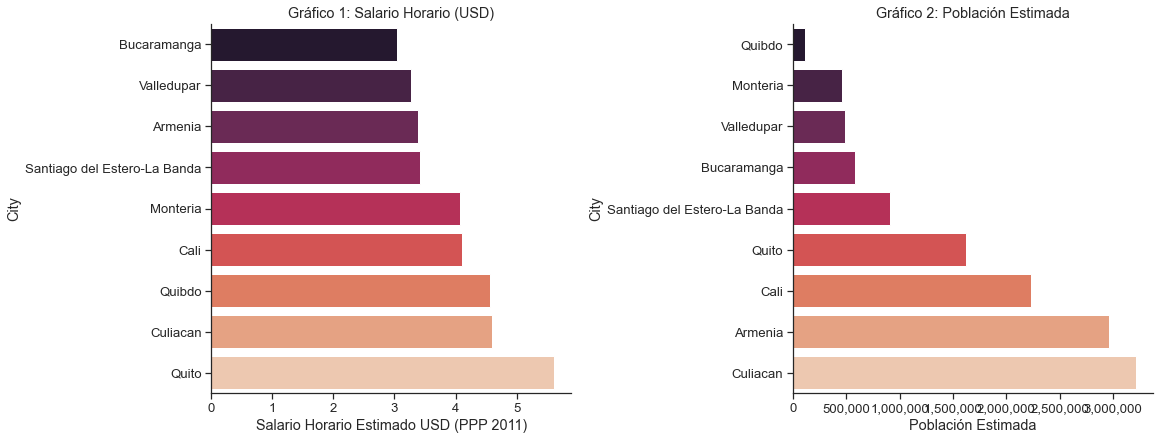 Gráfico 1: Salario Horario (USD)
City
Bucaramanga
Valledupar
Armenia
Santiago del Estero-La Banda
Monteria
Cali
Quibdo
Culiacan
Quito
0 1 2 3 4 5
Salario Horario Estimado USD (PPP 2011)
Gráfico 2: Población Estimada
City
Quibdo
Monteria
Valledupar
Bucaramanga
Santiago del Estero-La Banda
Quito
Cali
Armenia
Culiacan
0 500,000 1,000,000 1,500,000 2,000,000 2,500,000 3,000,000
Población Estimada